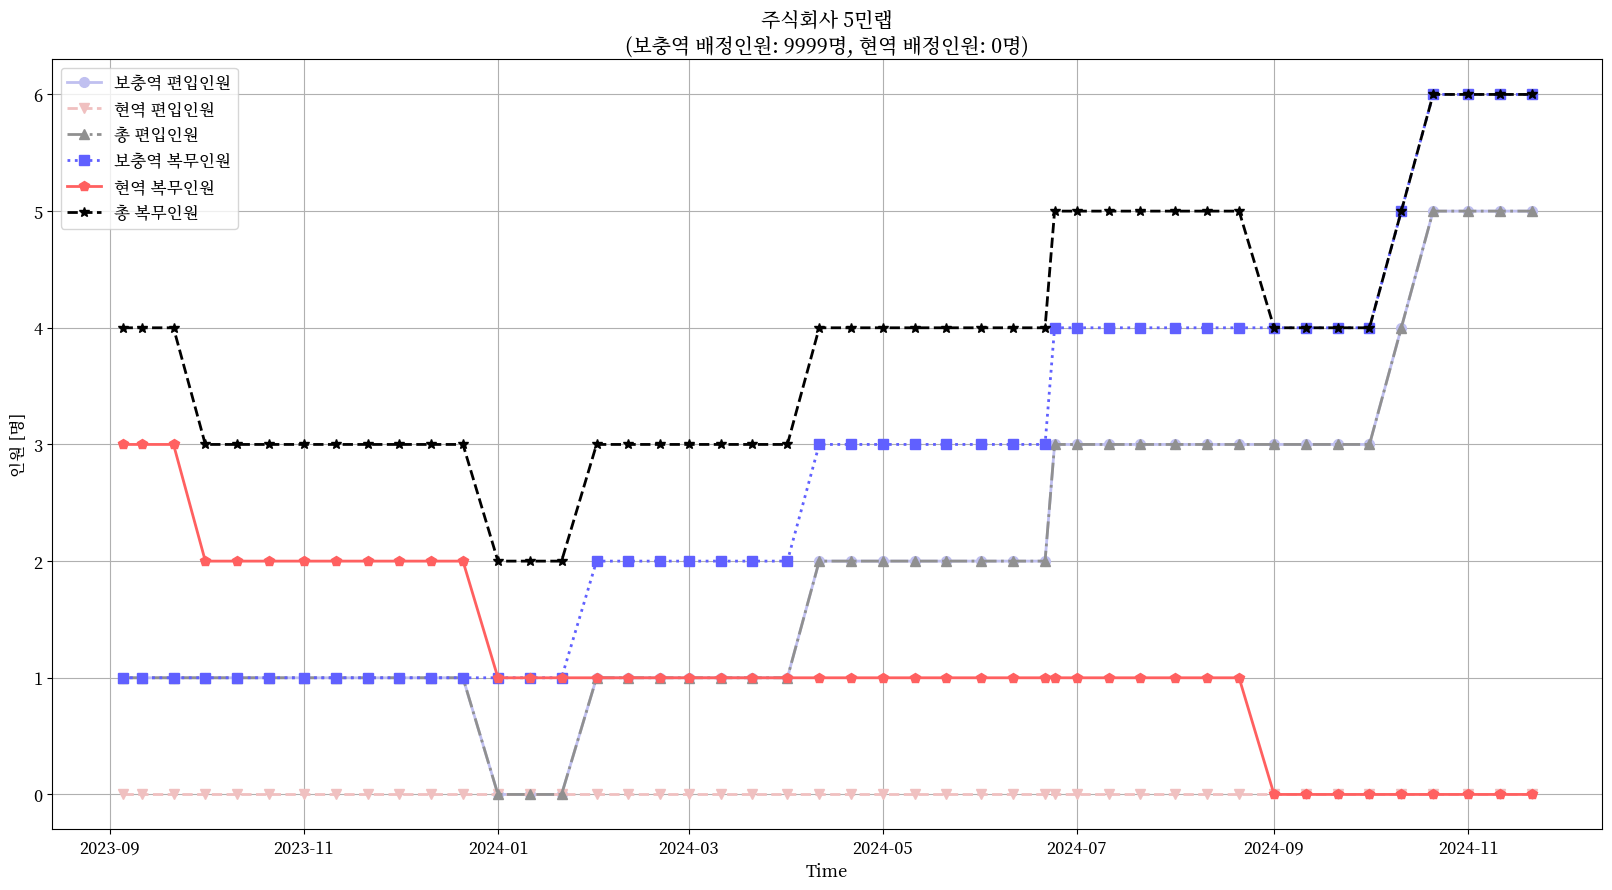 주식회사 5민랩
(보충역 배정인원: 9999명, 현역 배정인원: 0명)
보충역 편입인원
현역 편입인원
총 편입인원
보충역 복무인원
현역 복무인원
총 복무인원
6
5
4
3
2
1
0
인원 [명]
2023-09
2023-11
2024-01
2024-03
2024-05
2024-07
2024-09
2024-11
Time